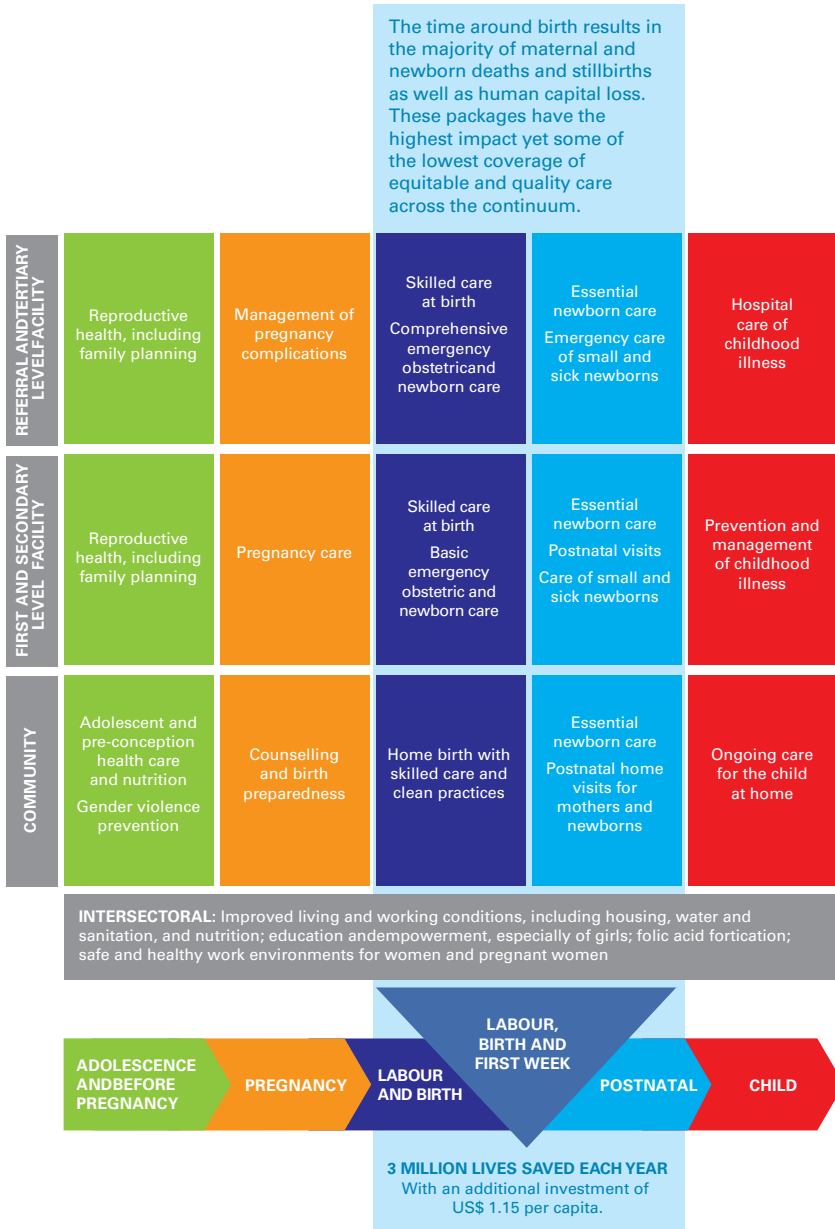 The time around birth results in
the majority of maternal and
newborn deaths and stillbirths
as well as human capital loss.
These packages have the
highest impact yet some of
the lowest coverage of
equitable and quality care
across the continuum.
REFERRAL ANDTERTIARY
LEVELFACILITY
Reproductive
health, including
family planning
Management of
pregnancy
complications
Skilled care
at birth
Comprehensive
emergency
obstetricand
newborn care
Essential
newborn care
Emergency care
of small and
sick newborns
Hospital
care of
childhood
illness
FIRST AND SECONDARY
LEVEL FACILITY
Reproductive
health, including
family planning
Pregnancy care
Skilled care
at birth
Basic
emergency
obstetric and
newborn care
Essential
newborn care
Postnatal visits
Care of small and
sick newborns
Prevention and
management
of childhood
illness
COMMUNITY
Adolescent and
pre-conception
health care
and nutrition
Gender violence
prevention
Counselling
and birth
preparedness
Home birth with
skilled care and
clean practices
Essential
newborn care
Postnatal home
visits for
mothers and
newborns
Ongoing care
for the child
at home
INTERSECTORAL: Improved living and working conditions, including housing, water and
sanitation, and nutrition; education andempowerment, especially of girls; folic acid fortication;
safe and healthy work environments for women and pregnant women
ADOLESCENCE
ANDBEFORE
PREGNANCY
PREGNANCY
LABOUR
AND BIRTH
LABOUR,
BIRTH AND
FIRST WEEK
POSTNATAL
CHILD
3 MILLION LIVES SAVED EACH YEAR
With an additional investment of
US$ 1.15 per capita.